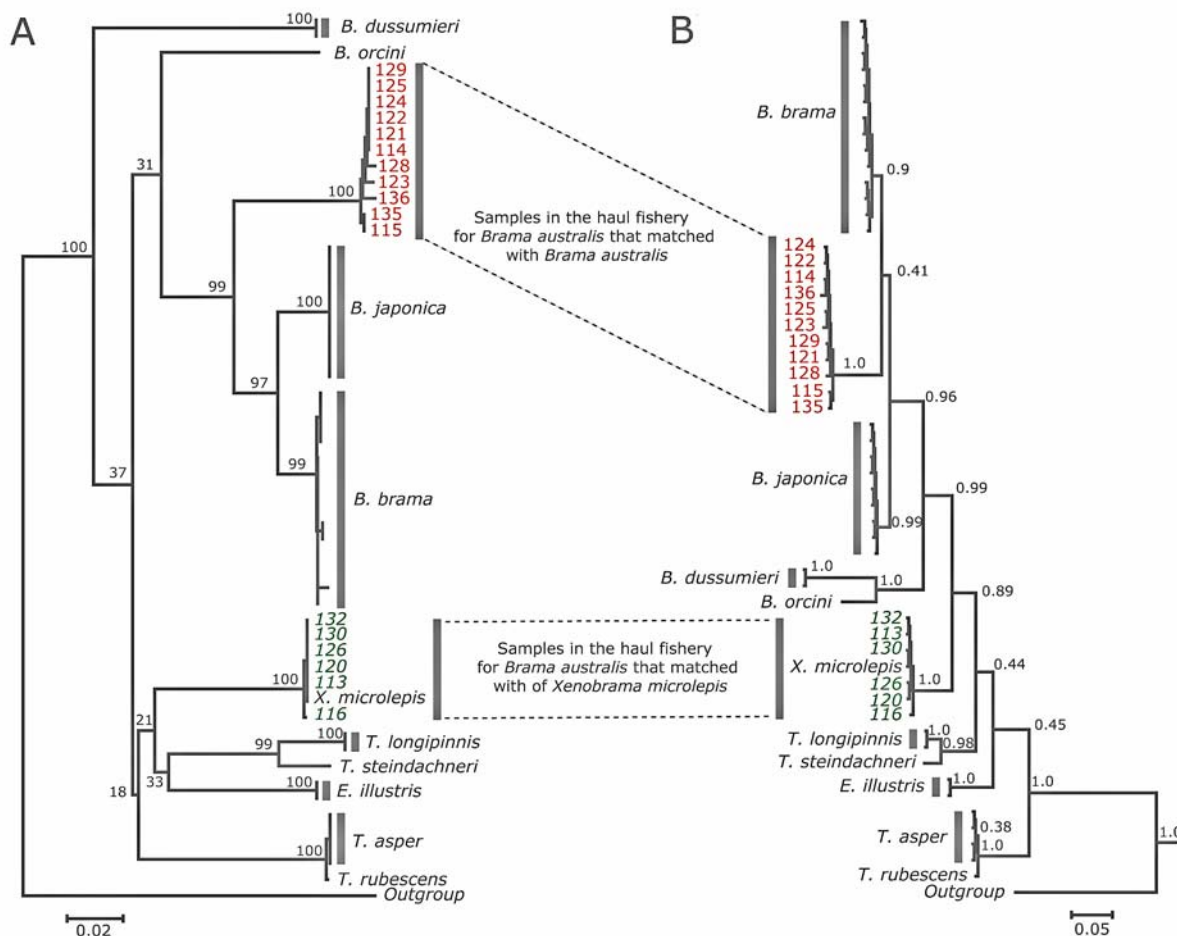 A
100
B. dussumieri
B. orcini
129
125
124
122
121
114
128
123
136
135
115
31
100
100
99
100
B. japonica
97
99
B. brama
37
132
130
126
120
113
X. microlepis
116
100
21
100
T. longipinnis
99
T. steindachneri
33
100
E. illustris
18
T. asper
100
T. rubescens
Outgroup
0.02
Samples in the haul fishery
for Brama australis that matched
with Brama australis
Samples in the haul fishery
for Brama australis that matched
with of Xenobrama microlepis
B
B. brama
0.9
124
122
114
136
125
123
129
121
128
115
135
0.41
1.0
0.96
B. japonica
0.99
0.99
B. dussumieri
1.0
1.0
B. orcini
0.89
132
113
130
X. microlepis
126
120
116
1.0
0.44
T. longipinnis
1.0
0.98
T. steindachneri
0.45
E. illustris
1.0
1.0
T. asper
0.38
1.0
T. rubescens
1.0
Outgroup
0.05